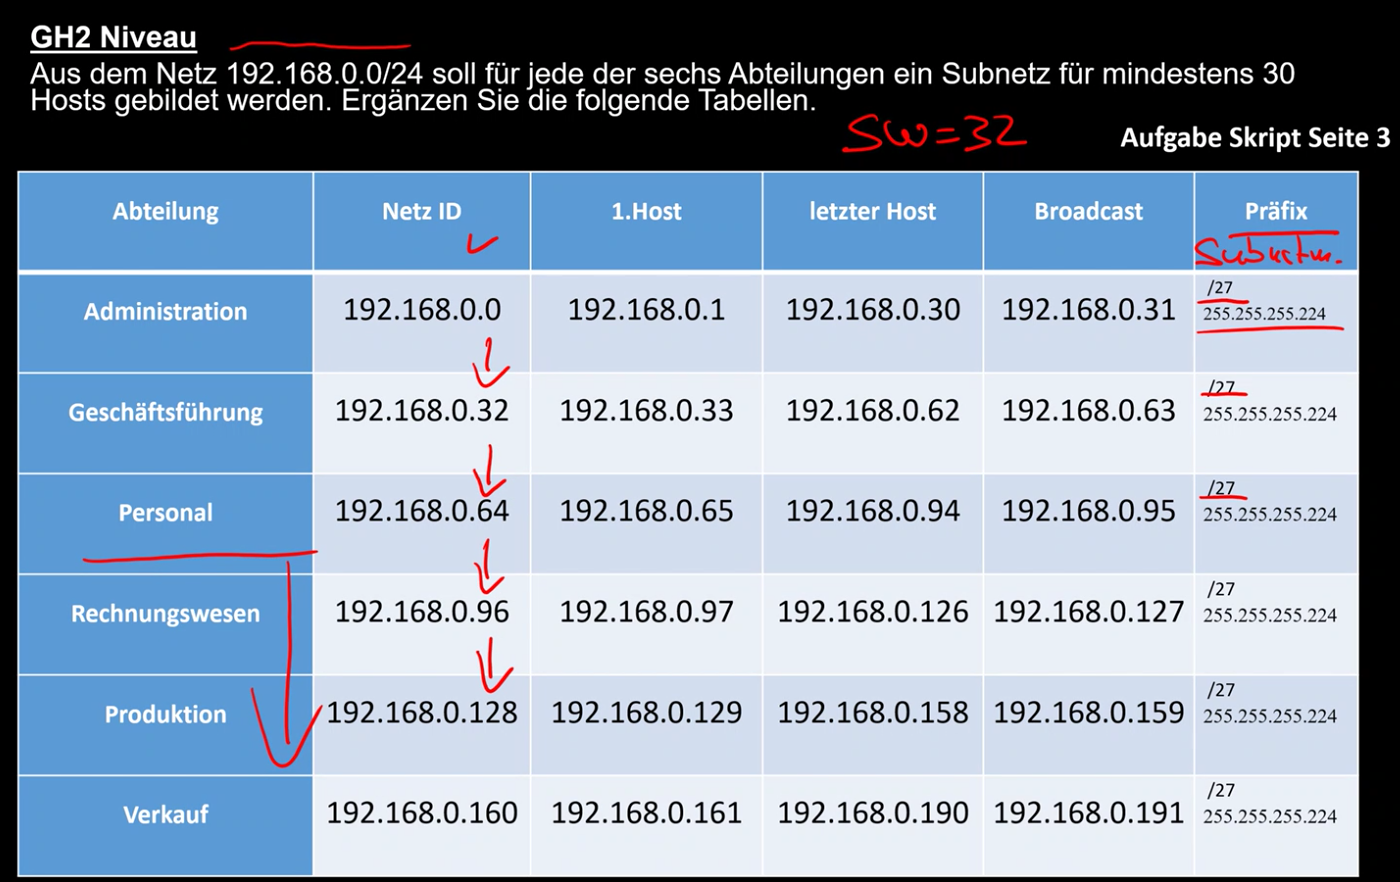 GH2 Niveau
Aus dem Netz 192.168.0.0/24 soll für jede der sechs Abteilungen ein Subnetz für mindestens 30
Hosts gebildet werden. Ergänzen Sie die folgende Tabellen.
SW=32
Aufgabe Skript Seite 3
Abteilung Netz ID 1.Host letzter Host Broadcast Präfix
Subnetm.
Administration 192.168.0.0 192.168.0.1 192.168.0.30 192.168.0.31 /27
255.255.255.224
Geschäftsführung 192.168.0.32 192.168.0.33 192.168.0.62 192.168.0.63 /27
255.255.255.224
Personal 192.168.0.64 192.168.0.65 192.168.0.94 192.168.0.95 /27
255.255.255.224
Rechnungswesen 192.168.0.96 192.168.0.97 192.168.0.126 192.168.0.127 /27
255.255.255.224
Produktion 192.168.0.128 192.168.0.129 192.168.0.158 192.168.0.159 /27
255.255.255.224
Verkauf 192.168.0.160 192.168.0.161 192.168.0.190 192.168.0.191 /27
255.255.255.224